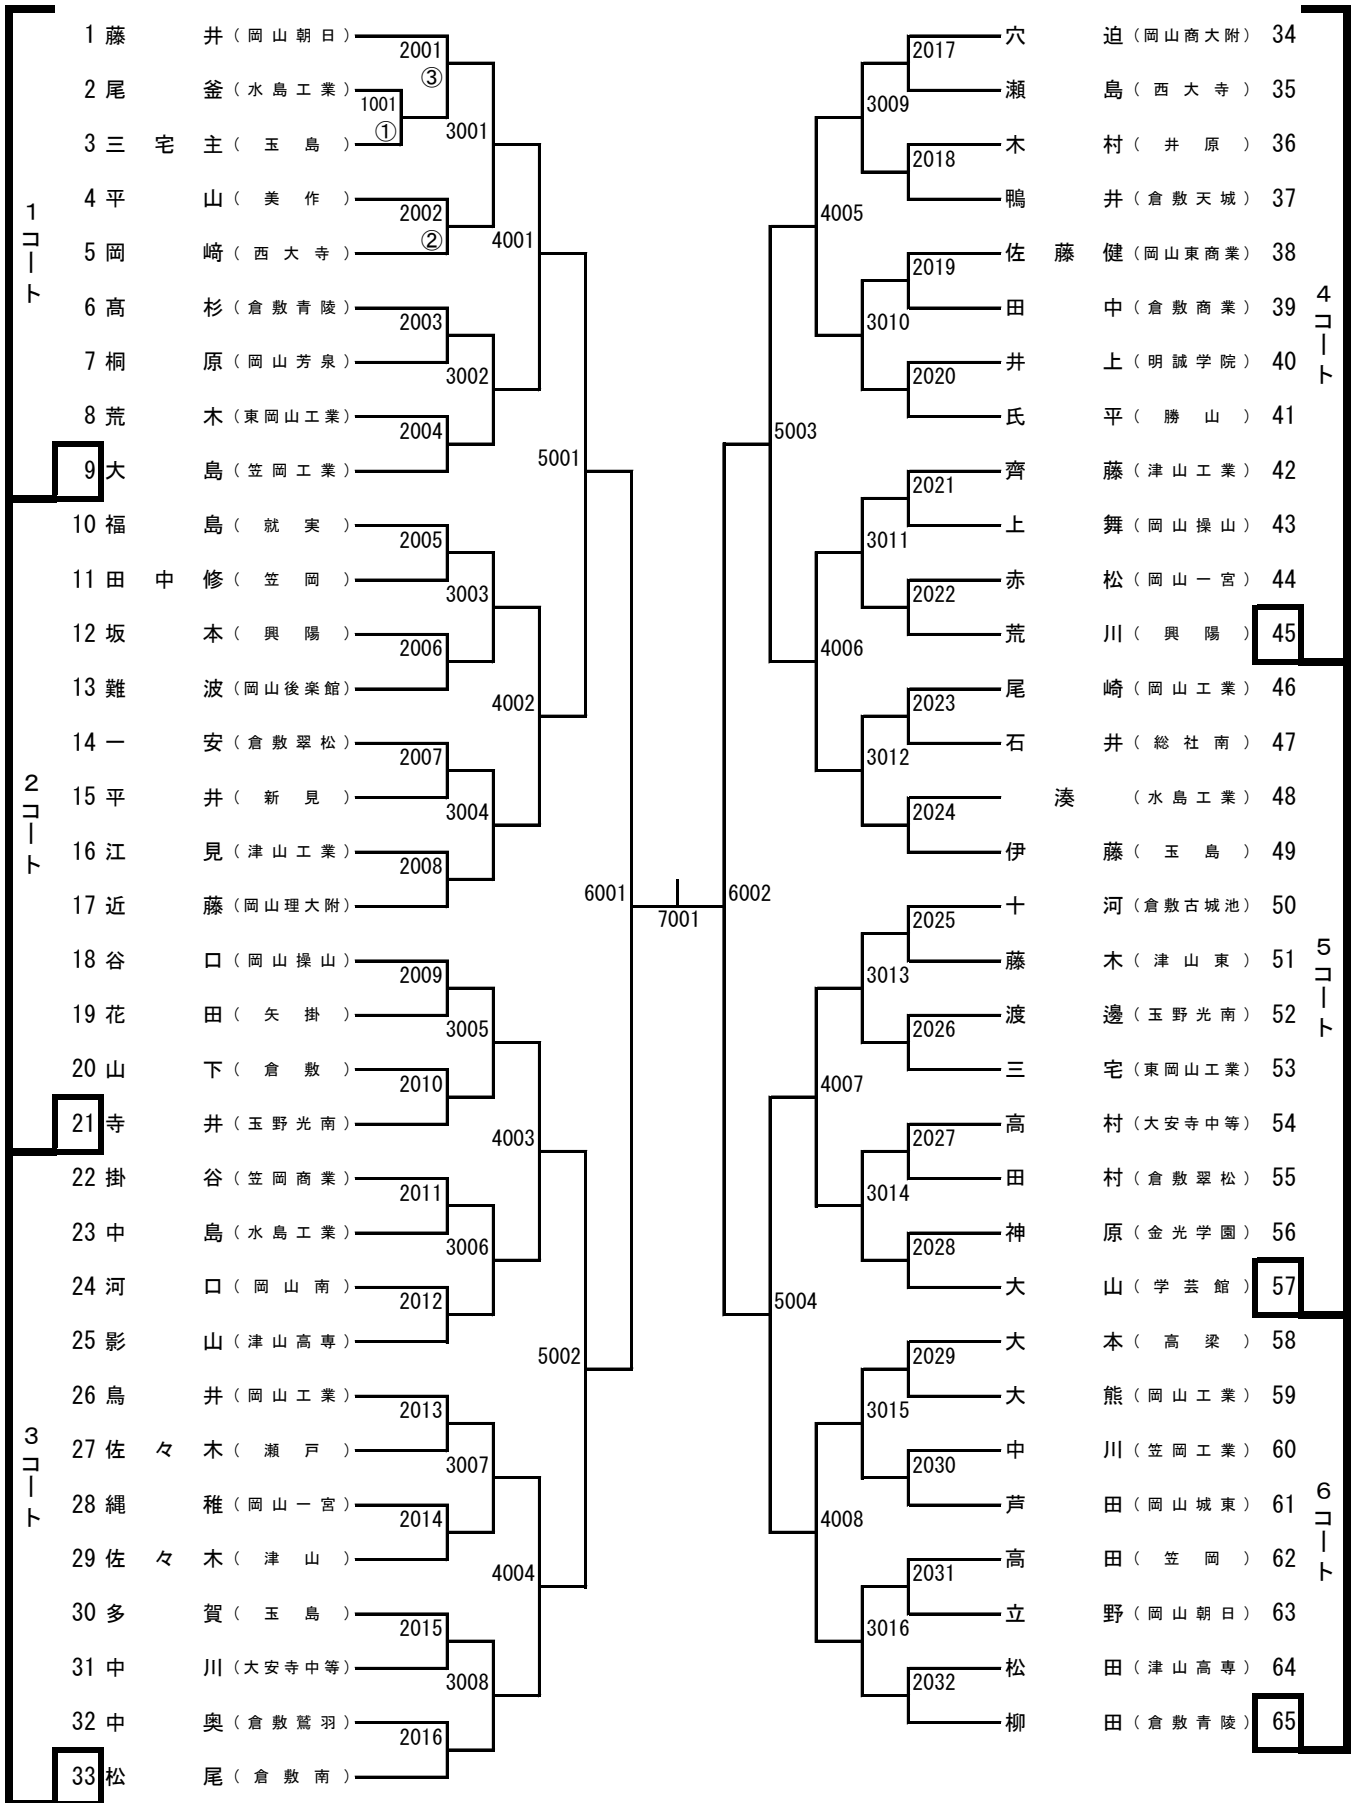 1コート
1 藤井（岡山朝日）
2 尾釜（水島工業）
3 三宅主（玉島）
4 平山（美作）
5 岡﨑（西大寺）
6 髙杉（倉敷青陵）
7 桐原（岡山芳泉）
8 荒木（東岡山工業）
9 大島（笠岡工業）
2コート
10 福島（就実）
11 田中修（笠岡）
12 坂本（興陽）
13 難波（岡山後楽館）
14 一安（倉敷翠松）
15 平井（新見）
16 江見（津山工業）
17 近藤（岡山理大附）
18 谷口（岡山操山）
19 花田（矢掛）
20 山下（倉敷）
21 寺井（玉野光南）
3コート
22 掛谷（笠岡商業）
23 中島（水島工業）
24 河口（岡山南）
25 影山（津山高専）
26 鳥井（岡山工業）
27 佐々木（瀬戸）
28 縄稚（岡山一宮）
29 佐々木（津山）
30 多賀（玉島）
31 中川（大安寺中等）
32 中奥（倉敷鷲羽）
33 松尾（倉敷南）
1001
①
2001
③
2002
②
2003
2004
2005
2006
2007
2008
2009
2010
2011
2012
2013
2014
2015
2016
3001
3002
3003
3004
3005
3006
3007
3008
4001
4002
4003
4004
5001
5002
6001
7001
6002
5003
5004
4005
4006
4007
4008
3009
3010
3011
3012
3013
3014
3015
3016
2017
2018
2019
2020
2021
2022
2023
2024
2025
2026
2027
2028
2029
2030
2031
2032
穴迫（岡山商大附） 34
瀬島（西大寺） 35
木村（井原） 36
鴨井（倉敷天城） 37
佐藤健（岡山東商業） 38
田中（倉敷商業） 39
井上（明誠学院） 40
氏平（勝山） 41
齊藤（津山工業） 42
上舞（岡山操山） 43
赤松（岡山一宮） 44
荒川（興陽） 45
4コート
尾崎（岡山工業） 46
石井（総社南） 47
湊（水島工業） 48
伊藤（玉島） 49
十河（倉敷古城池） 50
藤木（津山東） 51
渡邊（玉野光南） 52
三宅（東岡山工業） 53
高村（大安寺中等） 54
田村（倉敷翠松） 55
神原（金光学園） 56
大山（学芸館） 57
5コート
大本（高梁） 58
大熊（岡山工業） 59
中川（笠岡工業） 60
芦田（岡山城東） 61
高田（笠岡） 62
立野（岡山朝日） 63
松田（津山高専） 64
柳田（倉敷青陵） 65
6コート